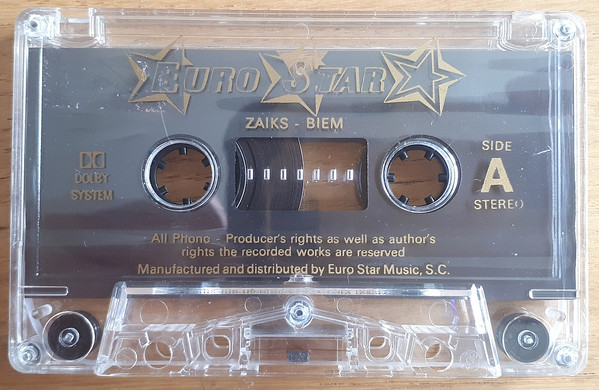 EURO STAR
ZAIKS - BIEM
DOLBY
SYSTEM
SIDE
A
STEREO
All Phono - Producer's rights as well as author's
rights the recorded works are reserved
Manufactured and distributed by Euro Star Music, S.C.